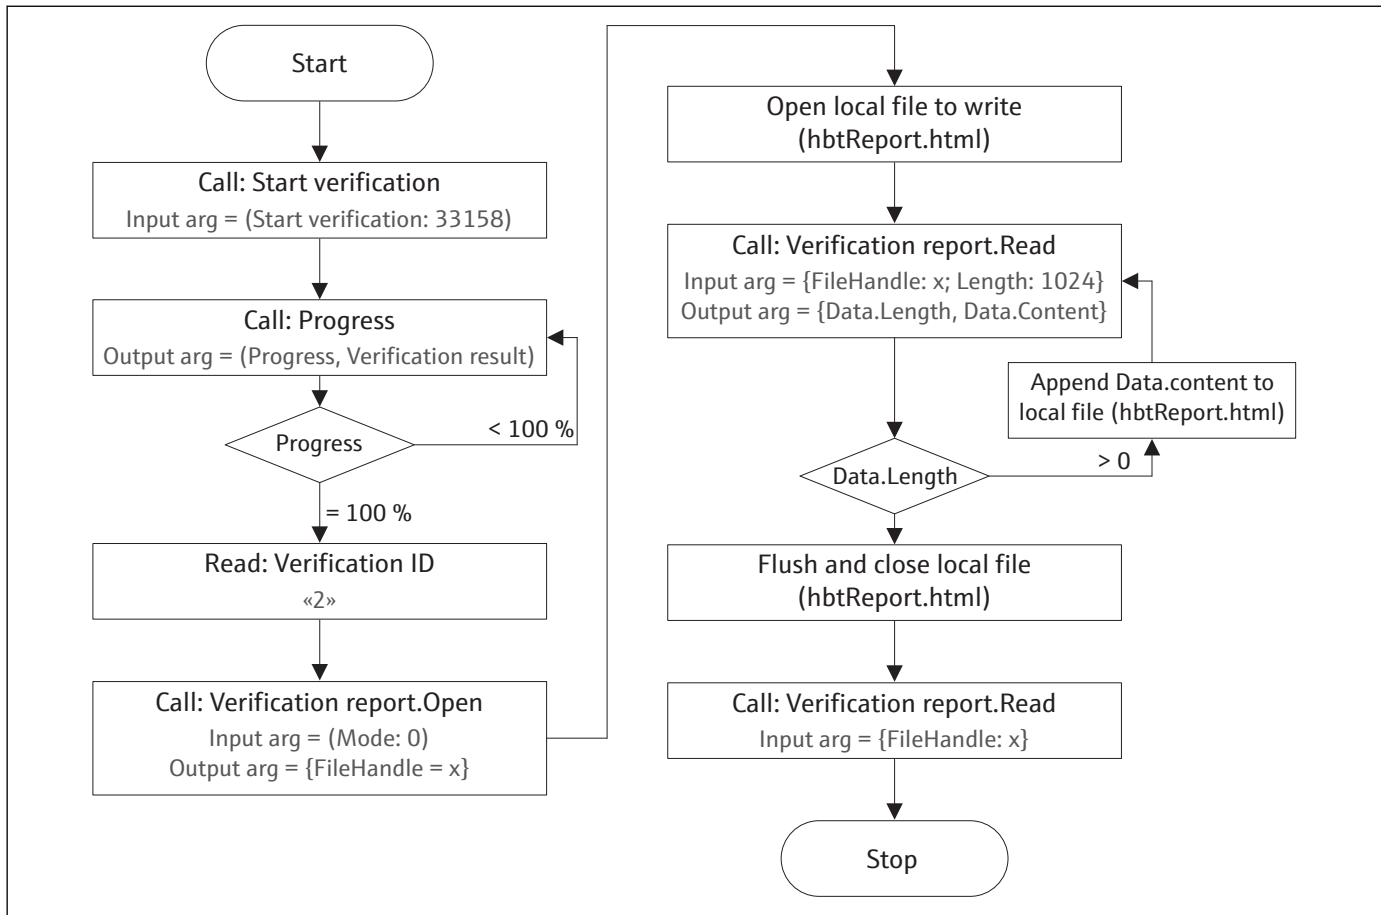 Start
Call: Start verification
Input arg = (Start verification: 33158)
Call: Progress
Output arg = (Progress, Verification result)
Progress
< 100 %
= 100 %
Read: Verification ID
«2»
Call: Verification report.Open
Input arg = (Mode: 0)
Output arg = {FileHandle = x}
Open local file to write
(hbtReport.html)
Call: Verification report.Read
Input arg = {FileHandle: x; Length: 1024}
Output arg = {Data.Length, Data.Content}
Append Data.content to
local file (hbtReport.html)
Data.Length
> 0
Flush and close local file
(hbtReport.html)
Call: Verification report.Read
Input arg = {FileHandle: x}
Stop